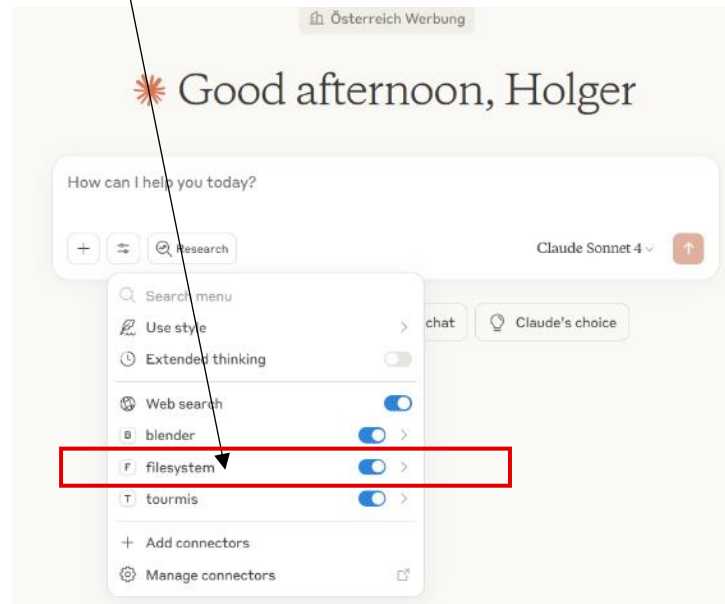 Österreich Werbung
Good afternoon, Holger
How can I help you today?
Research
Claude Sonnet 4
Search menu
Use style
chat
Claude's choice
Extended thinking
Web search
B blender
F filesystem
T tourmis
Add connectors
Manage connectors